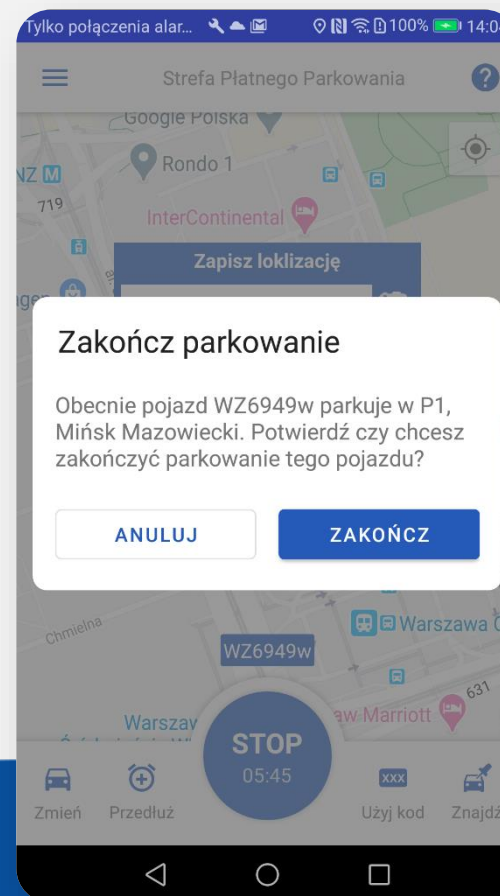 Tylko połączenia alar... 100% 14:04
Strefa Płatnego Parkowania ?
Google Polska
Rondo 1
M
719
InterContinental
Zapisz loklizację
Zakończ parkowanie
Obecnie pojazd WZ6949w parkuje w P1,
Mińsk Mazowiecki. Potwierdź czy chcesz
zakończyć parkowanie tego pojazdu?
ANULUJ ZAKOŃCZ
Chmielna
Warszawa
WZ6949w
631
Marriott
STOP
05:45
XXX
Zmień Przedłuż Użyj kod Znajdź